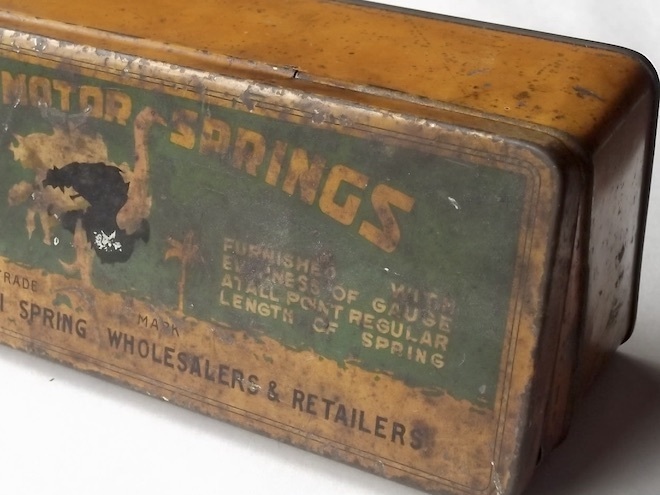 MOTOR SPRINGS
FURNISHED WITH
EVENNESS OF GAUGE
AT ALL POINT REGULAR
LENGTH OF SPRING
TRADE MARK
SPRING WHOLESALERS & RETAILERS